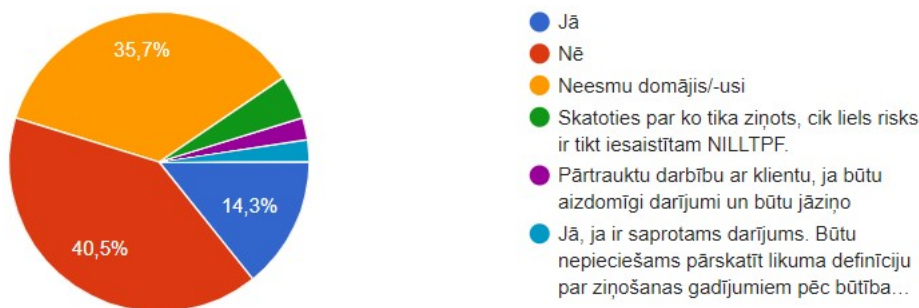 35,7%
14,3%
40,5%
Jā
Nē
Neesmu domājis/-usi
Skatoties par ko tika ziņots, cik liels risks
ir tikt iesaistītam NILLTPF.
Pārtrauktu darbību ar klientu, ja būtu
aizdomīgi darījumi un būtu jāziņo
Jā, ja ir saprotams darījums. Būtu
nepieciešams pārskatīt likuma definīciju
par ziņošanas gadījumiem pēc būtība…